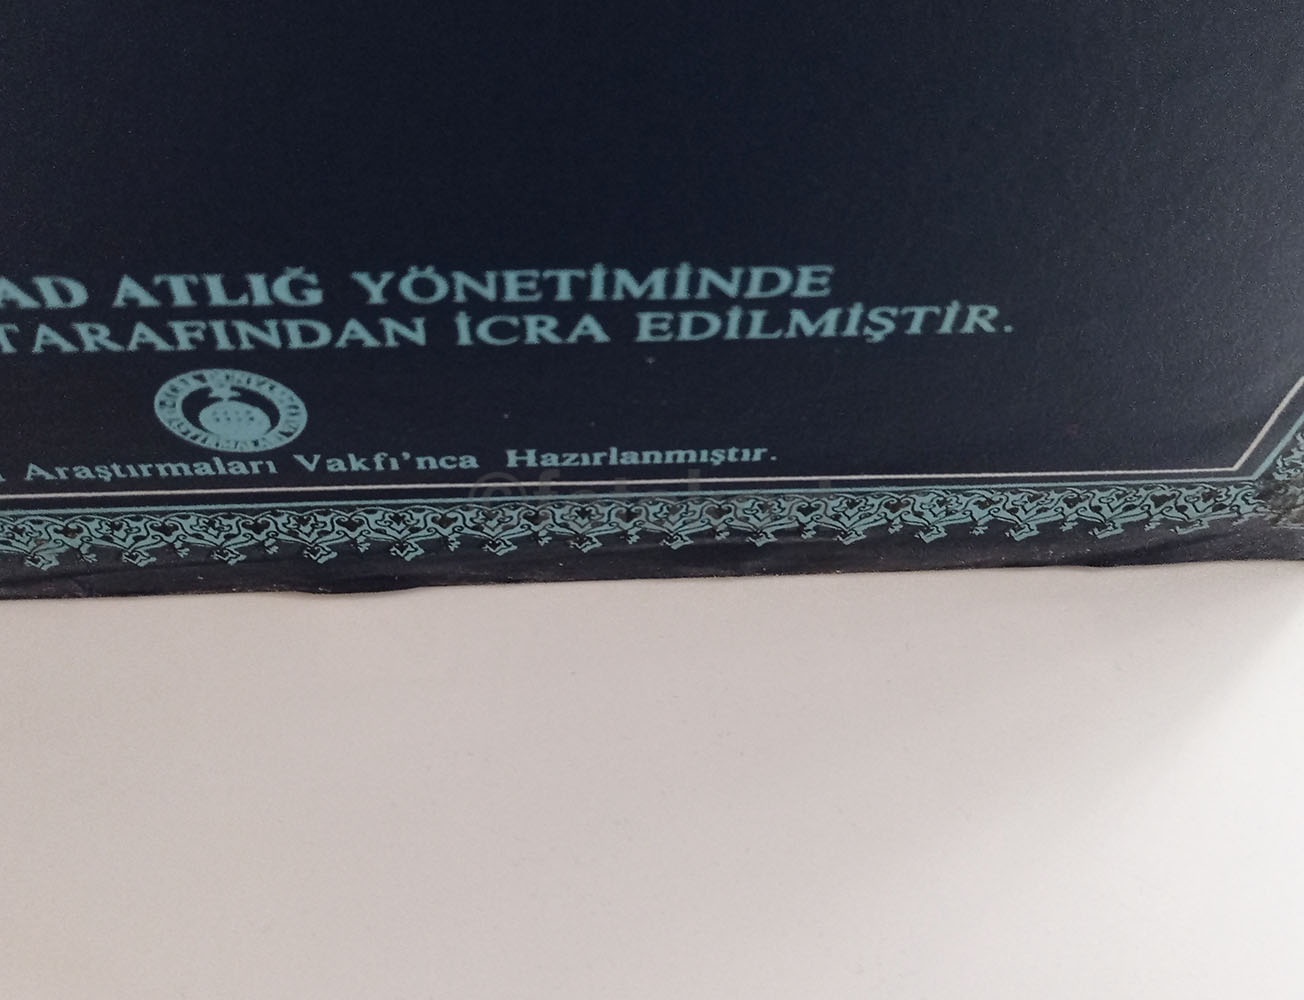 AD ATLIĞ YÖNETİMİNDE
TARAFINDAN İCRA EDİLMİŞTİR.
Araştırmaları Vakfı'nca Hazırlanmıştır.